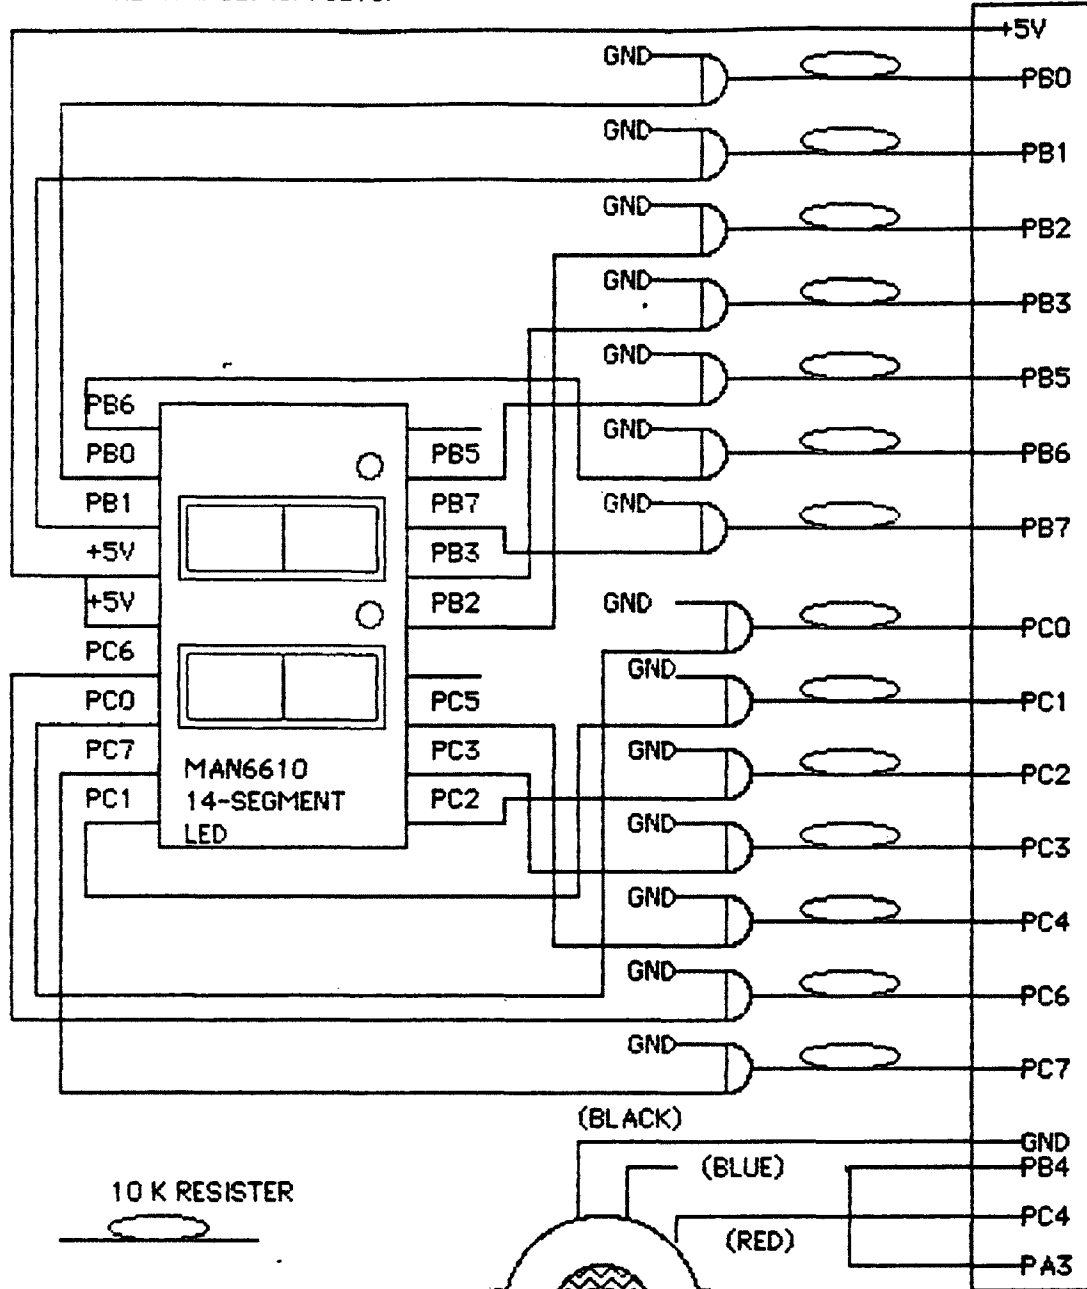 +5V
GND PB0
GND PB1
GND PB2
GND PB3
GND PB5
PB6 GND PB6
PB0 PB5
PB1 PB7 GND PB7
+5V PB3
+5V PB2 GND PC0
PC6 GND
PC0 PC5 PC1
PC7 PC3 GND PC2
MAN6610
PC1 14-SEGMENT PC2
LED GND PC3
GND PC4
GND PC6
GND PC7
(BLACK)
GND
(BLUE) PB4
10 K RESISTER
PC4
(RED)
PA3